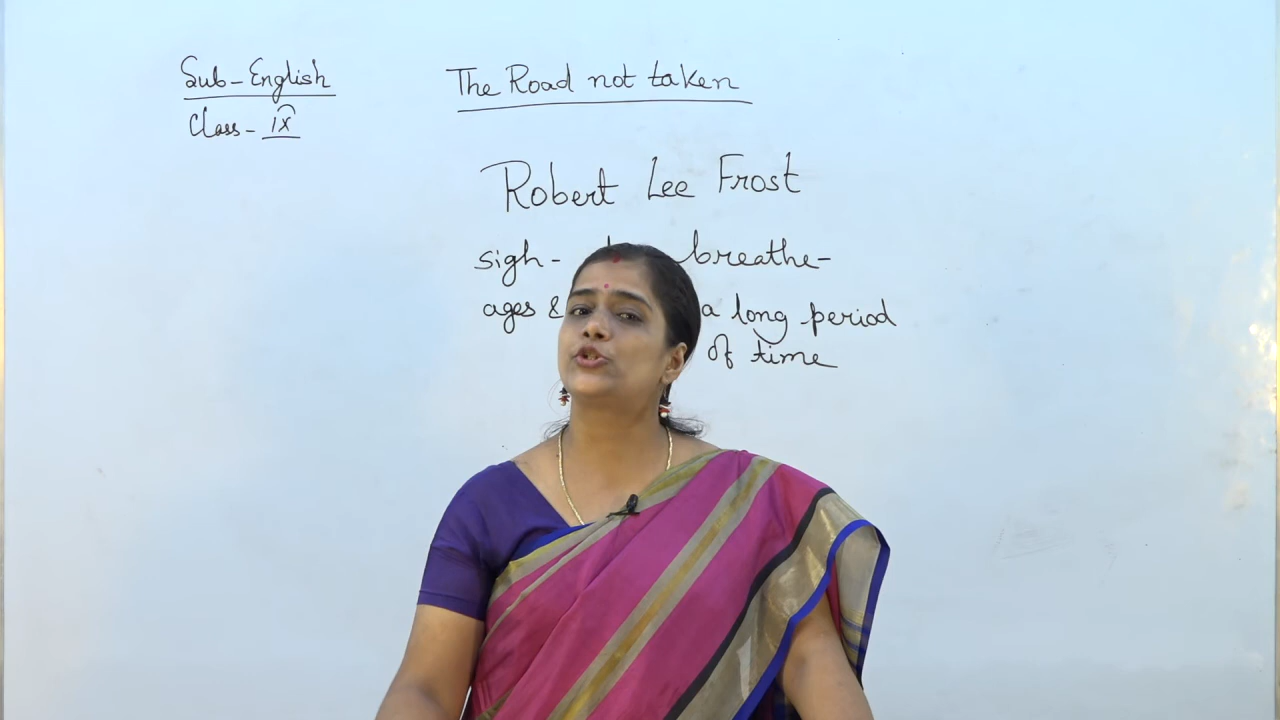 Sub-English
Class-ix
The Road not taken
Robert Lee Frost
sigh- breathe-
ages & a long period
of time